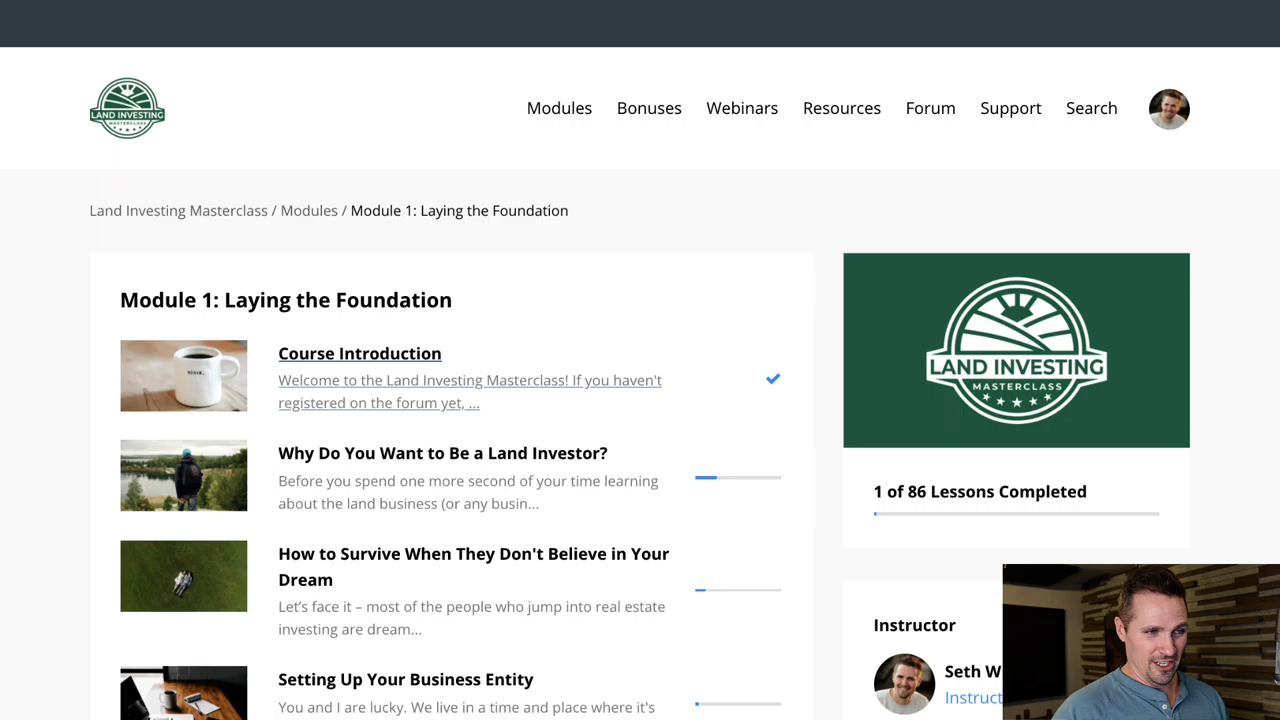 LAND INVESTING
MASTERCLASS
Modules
Bonuses
Webinars
Resources
Forum
Support
Search
Land Investing Masterclass / Modules / Module 1: Laying the Foundation
Module 1: Laying the Foundation
Course Introduction
Welcome to the Land Investing Masterclass! If you haven't
registered on the forum yet, ...
Why Do You Want to Be a Land Investor?
Before you spend one more second of your time learning
about the land business (or any busin...
How to Survive When They Don't Believe in Your
Dream
Let’s face it – most of the people who jump into real estate
investing are dream...
Setting Up Your Business Entity
You and I are lucky. We live in a time and place where it's
LAND INVESTING
MASTERCLASS
1 of 86 Lessons Completed
Instructor
Seth W
Instruct